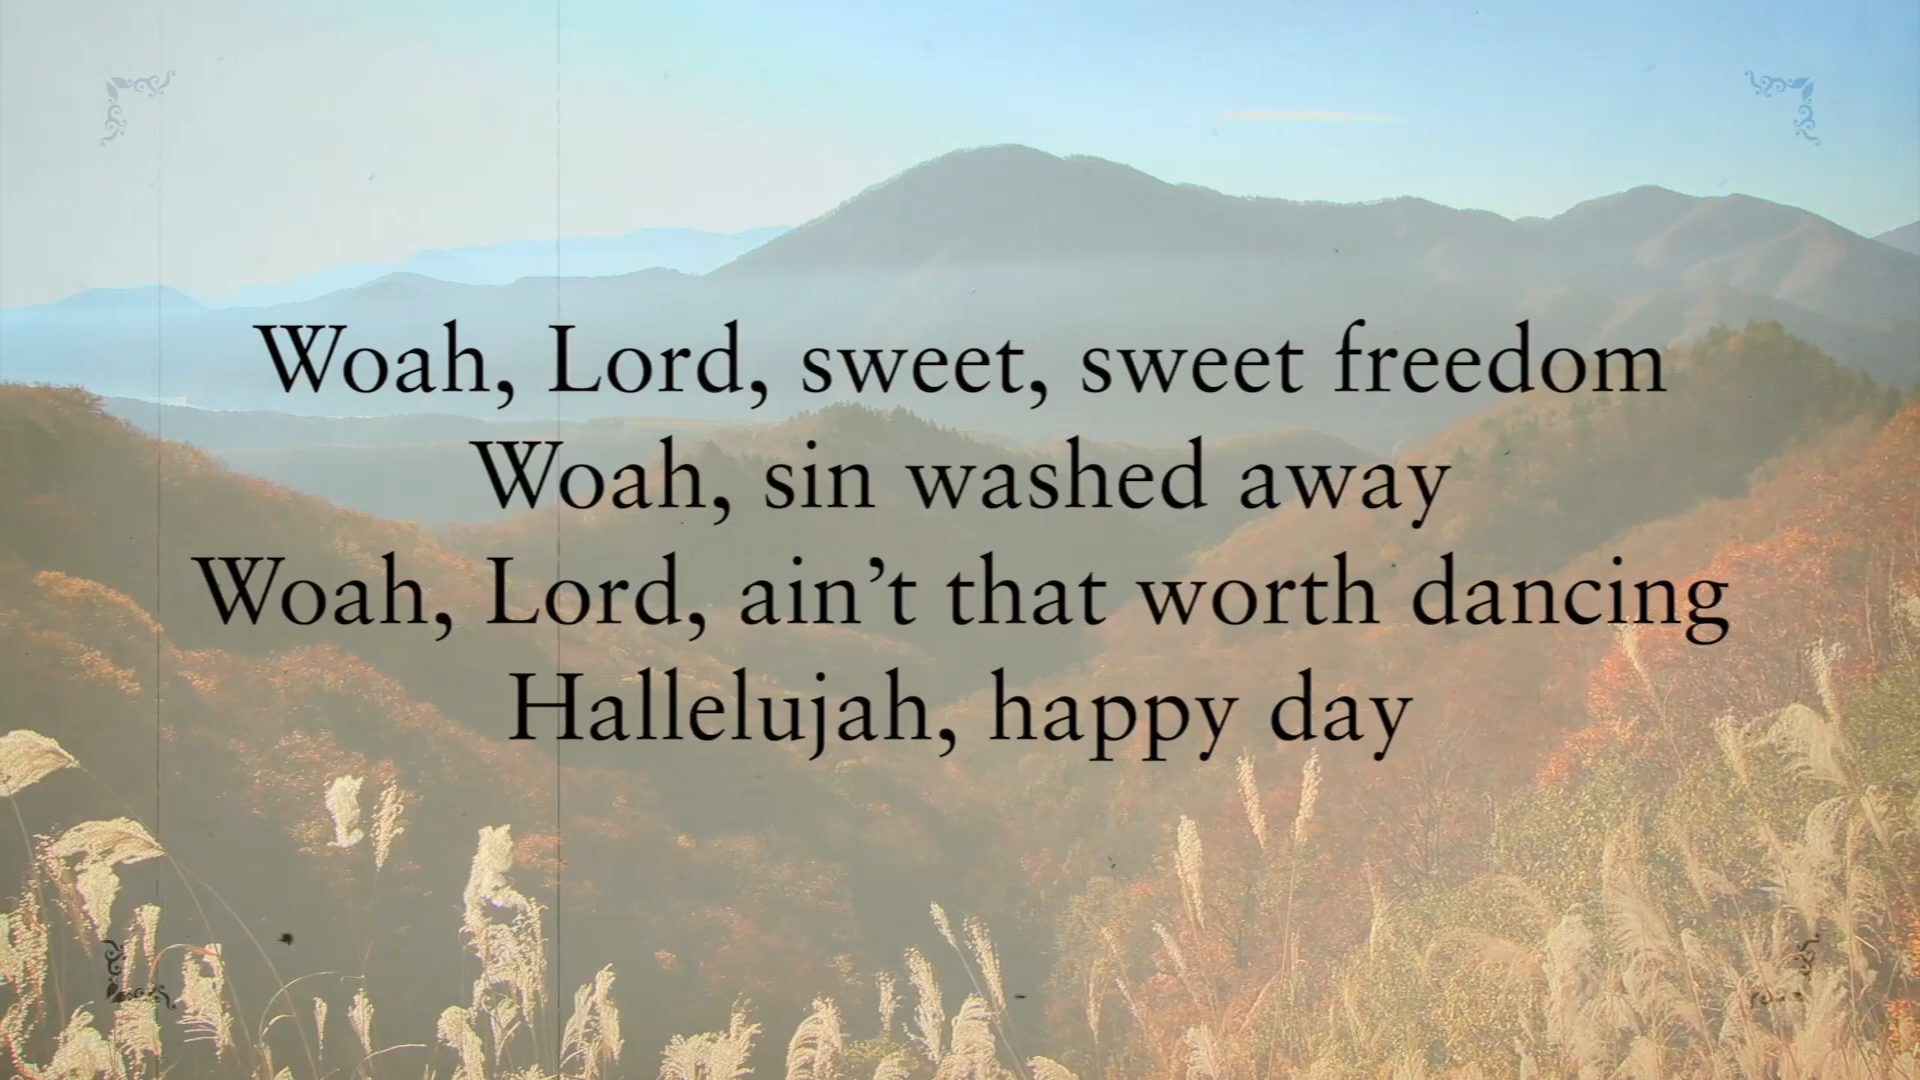 Woah, Lord, sweet, sweet freedom
Woah, sin washed away
Woah, Lord, ain’t that worth dancing
Hallelujah, happy day